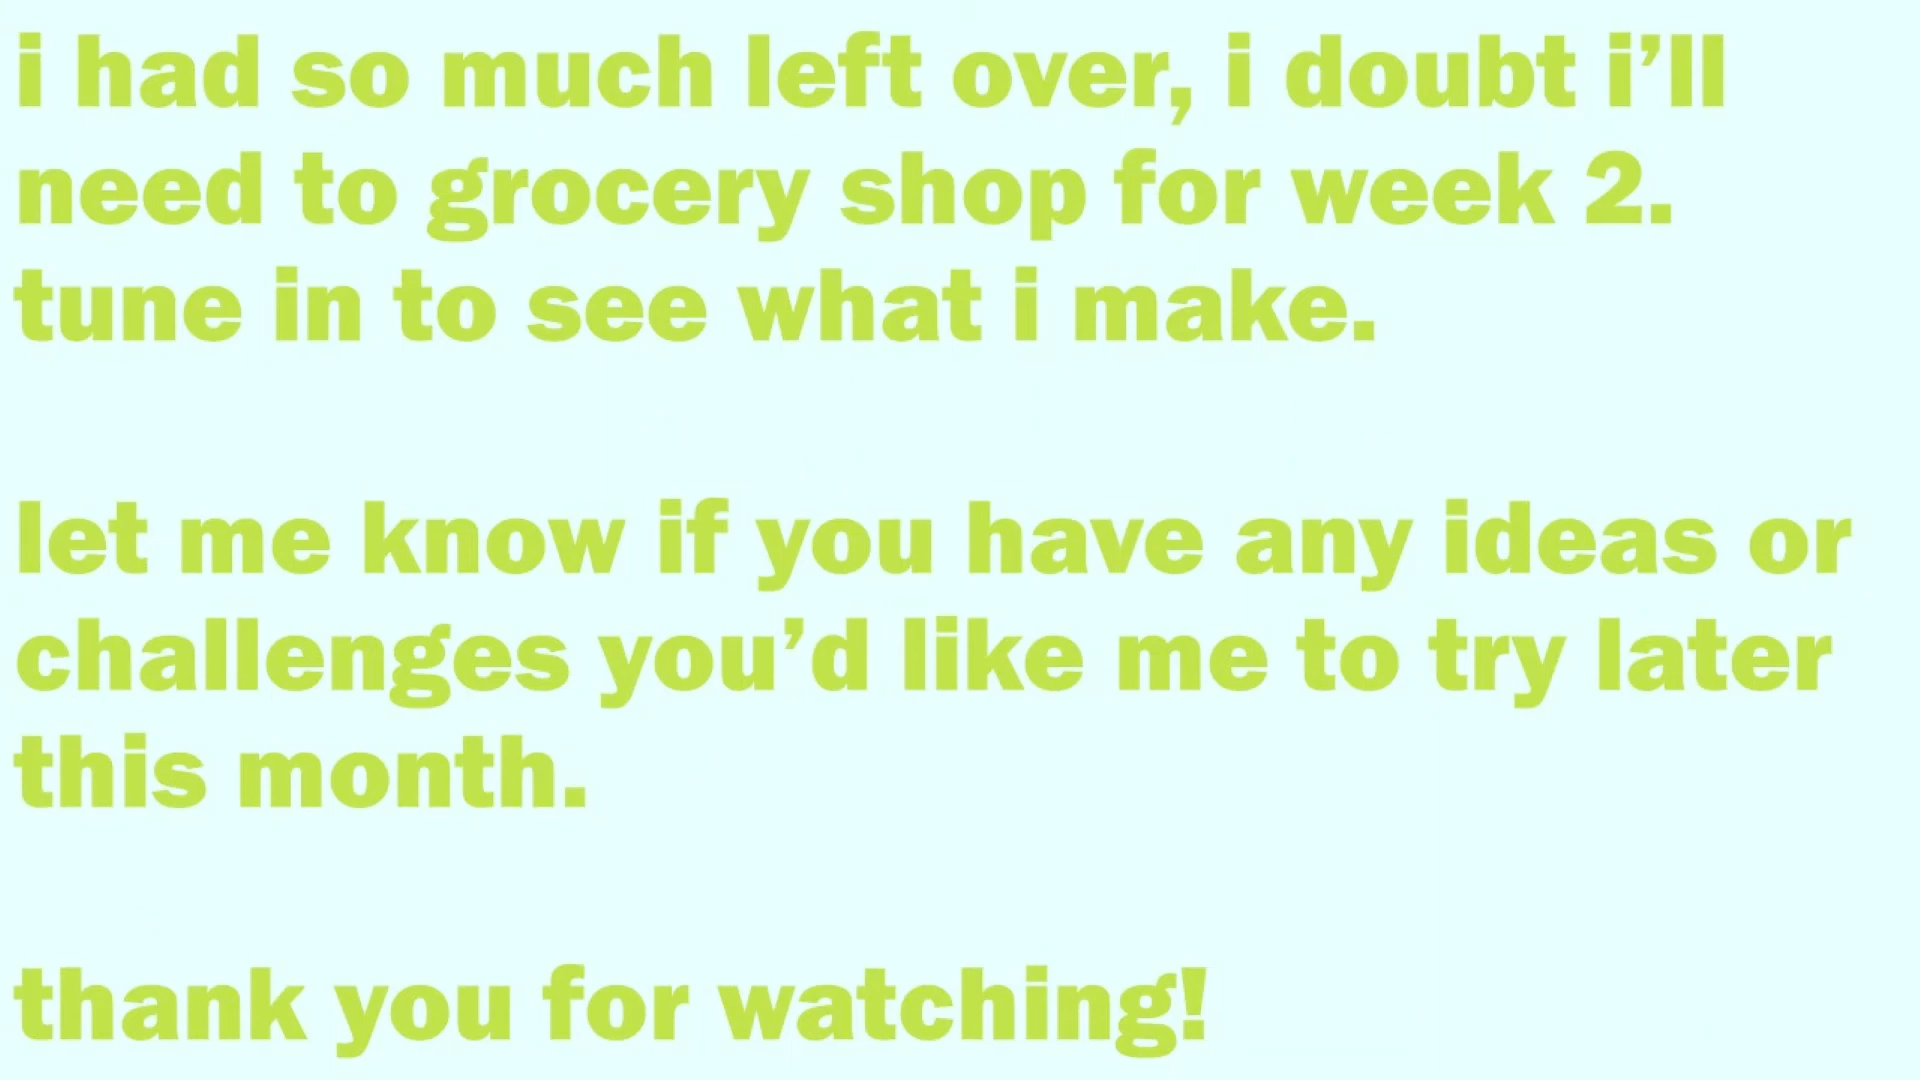 i had so much left over, i doubt i’ll
need to grocery shop for week 2.
tune in to see what i make.
let me know if you have any ideas or
challenges you’d like me to try later
this month.
thank you for watching!